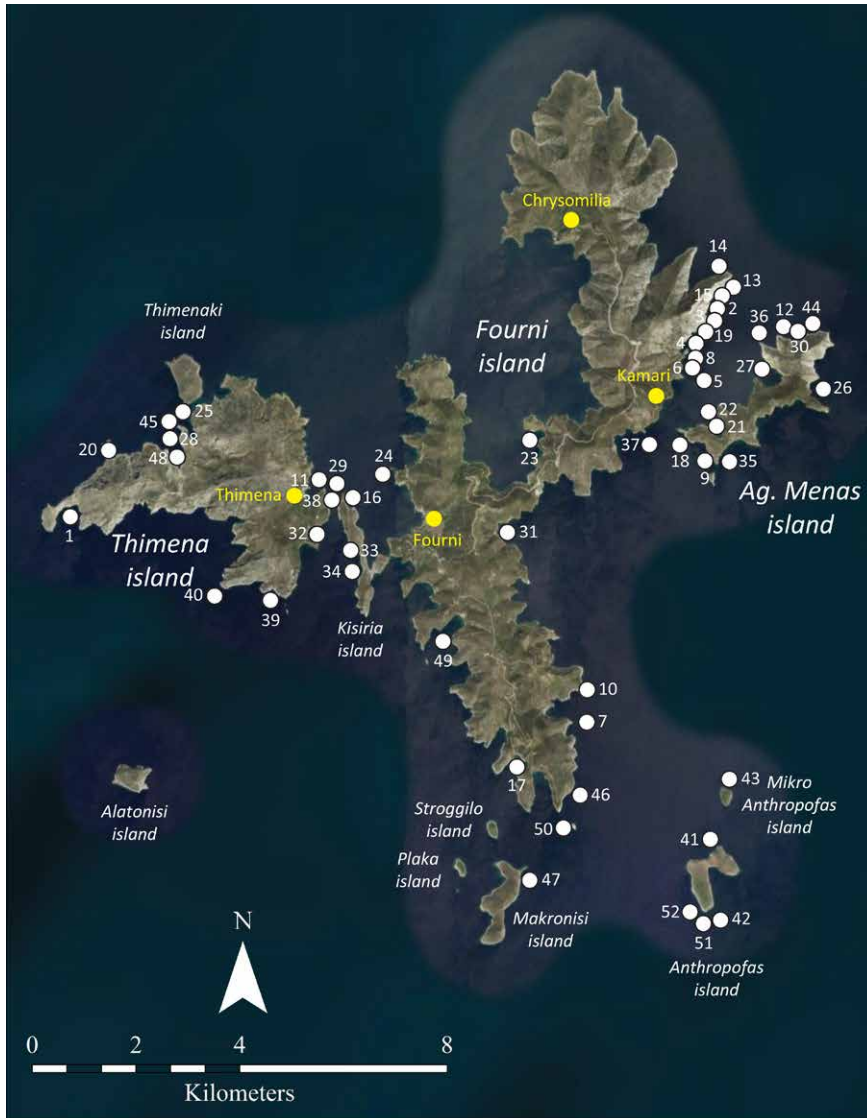 Chrysomilia
14
13
15
2
3
19
4
8
6
5
Kamari
36
12
44
30
27
26
Thimenaki
island
Fourni
island
25
45
28
20
48
22
21
37
18
9
35
23
24
11
29
Thimena
38
16
Ag. Menas
island
1
Thimena
island
32
33
34
Fourni
31
40
39
Kisiria
island
49
10
7
17
46
43
Mikro
Anthropofas
island
Alatonisi
island
Stroggilo
island
50
41
Plaka
island
47
Makronisi
island
52
42
51
Anthropofas
island
N
0 2 4 8
Kilometers